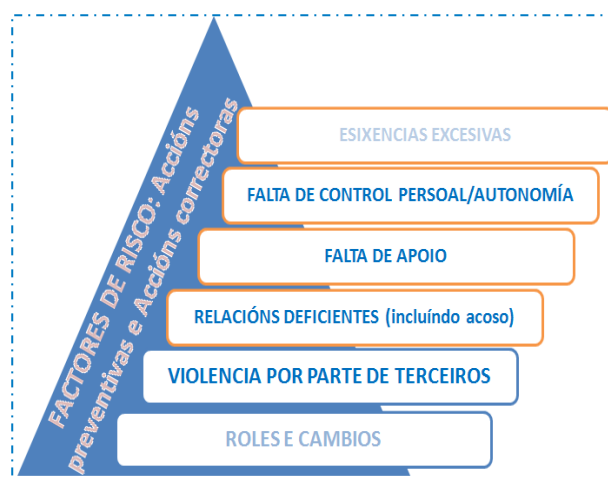 FACTORES DE RISCO: Accións
preventivas e Accións correctoras
ESIXENCIAS EXCESIVAS
FALTA DE CONTROL PERSOAL/AUTONOMÍA
FALTA DE APOIO
RELACIÓNS DEFICIENTES (incluíndo acoso)
VIOLENCIA POR PARTE DE TERCEIROS
ROLES E CAMBIOS